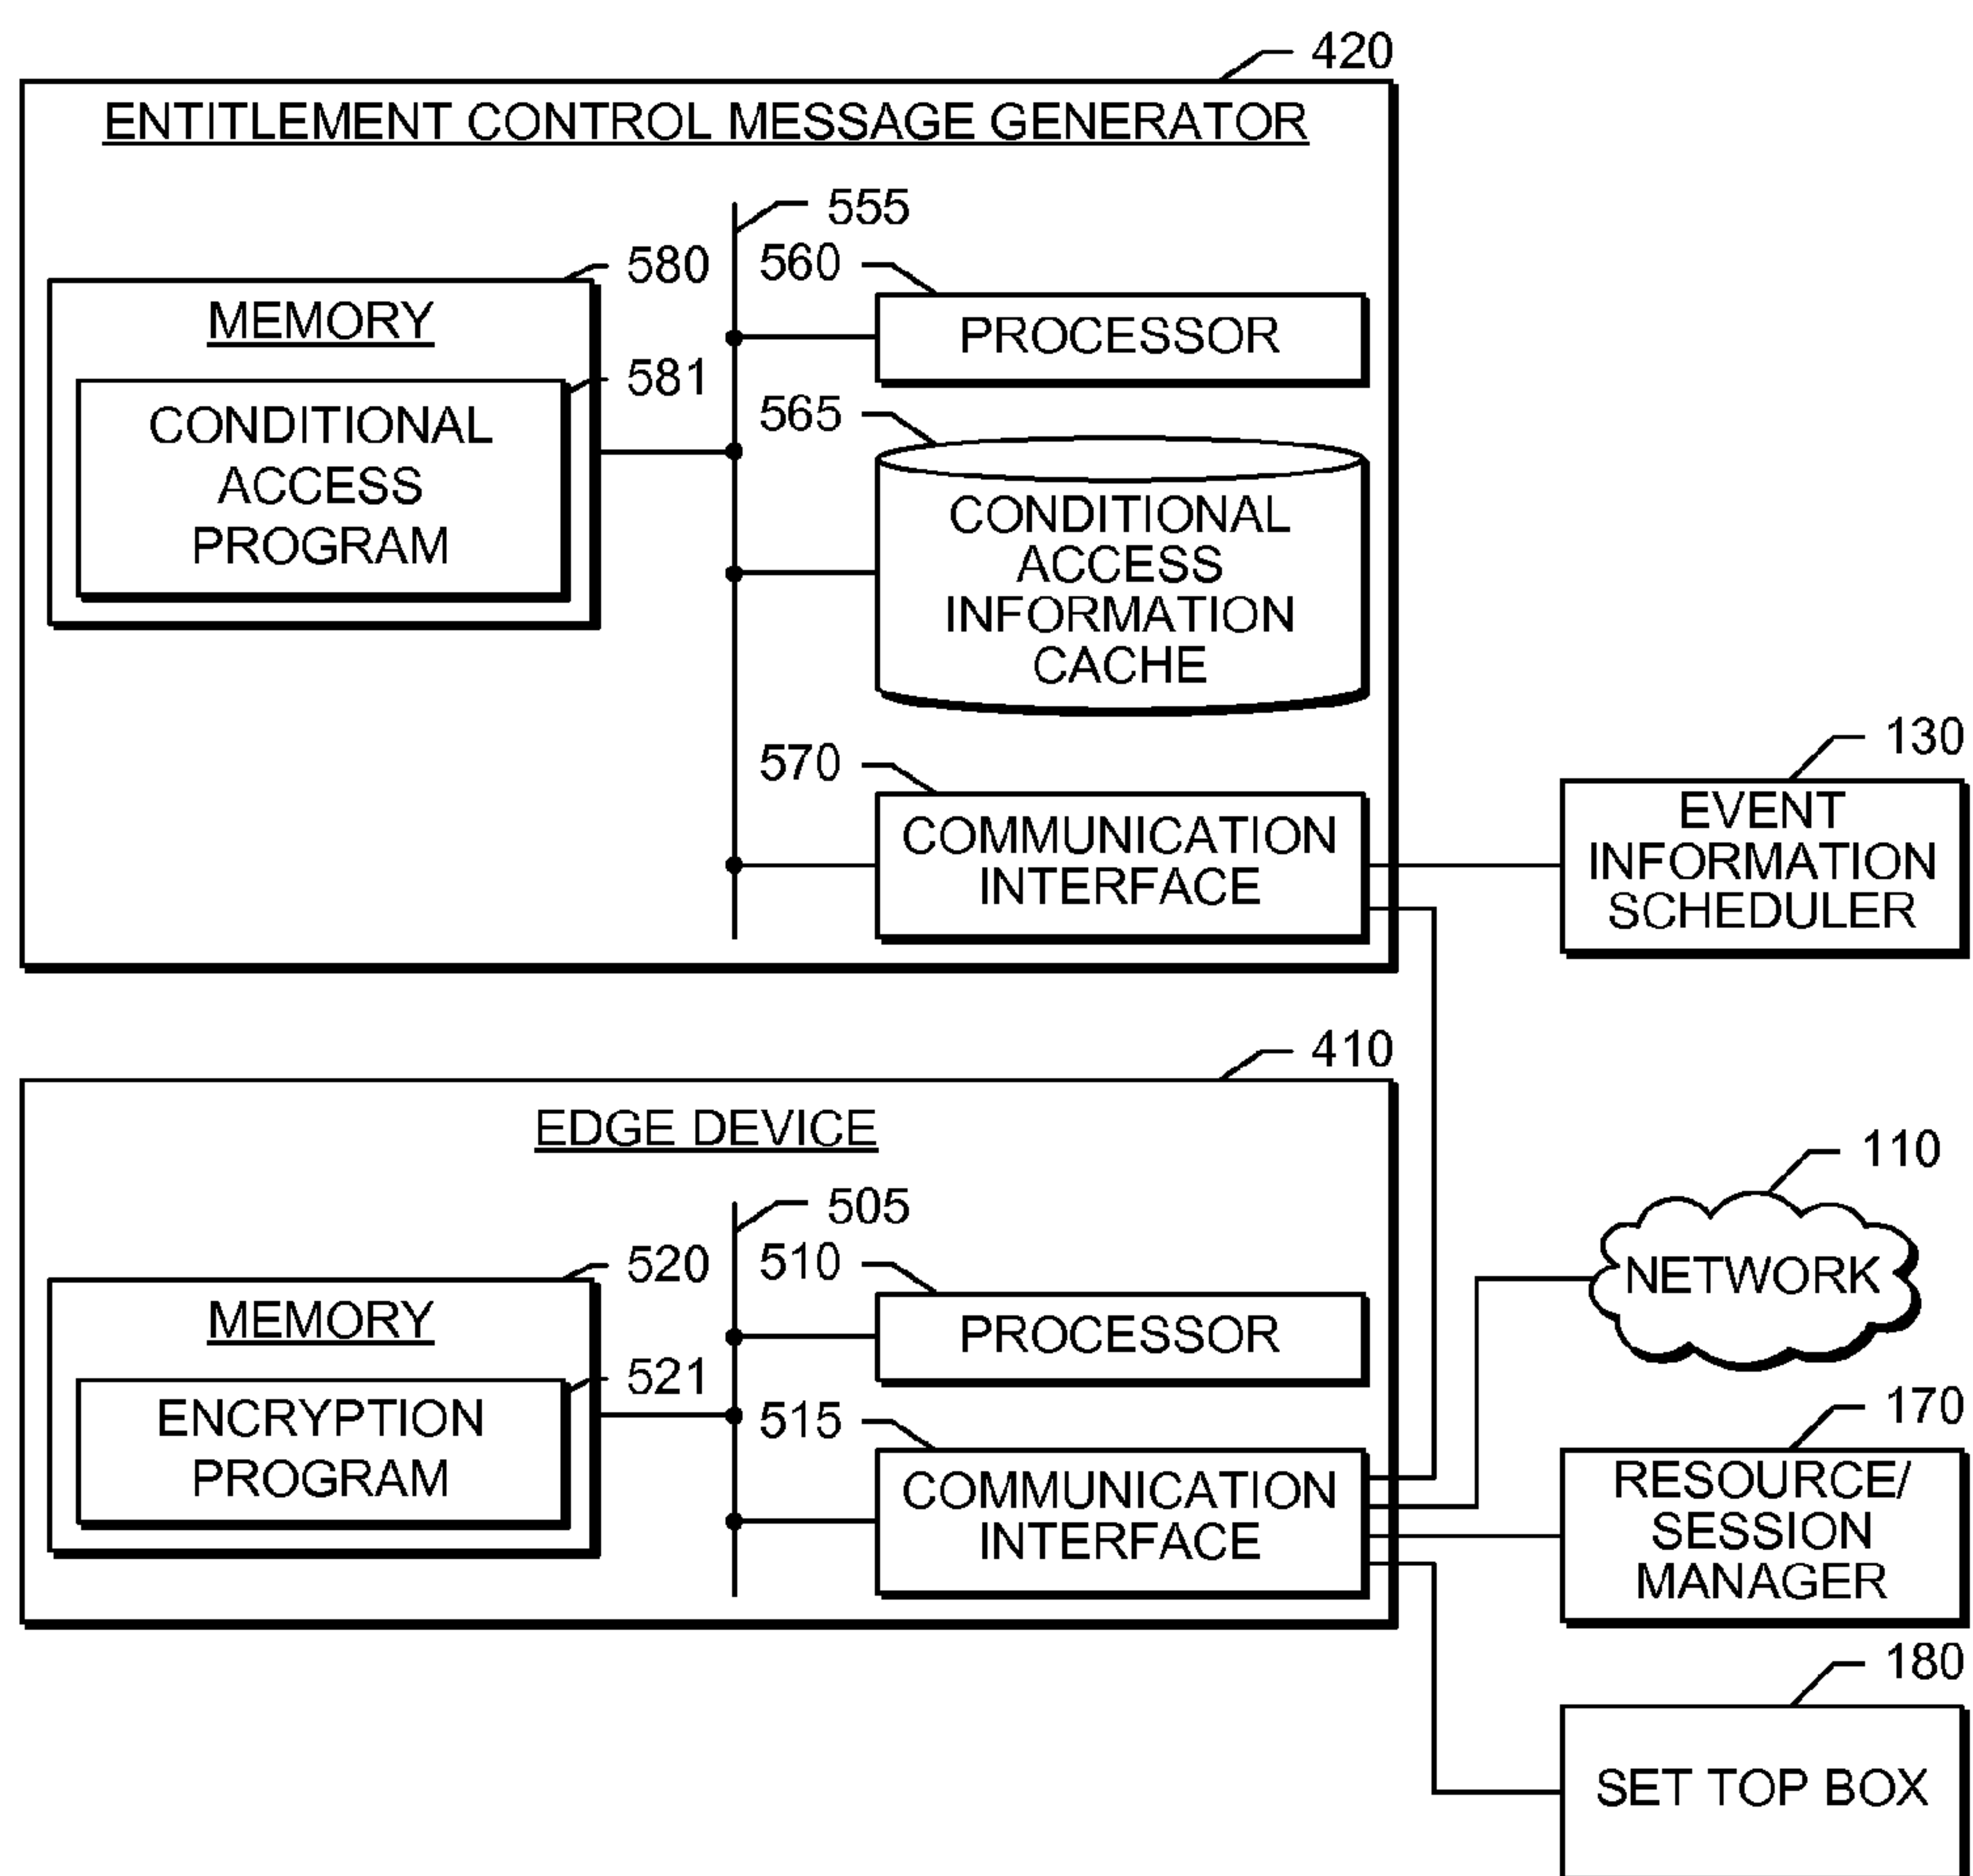 420
ENTITLEMENT CONTROL MESSAGE GENERATOR
555
580
560
MEMORY
PROCESSOR
581
CONDITIONAL
ACCESS
PROGRAM
565
CONDITIONAL
ACCESS
INFORMATION
CACHE
570
COMMUNICATION
INTERFACE
130
EVENT
INFORMATION
SCHEDULER
410
EDGE DEVICE
505
520
510
MEMORY
PROCESSOR
521
ENCRYPTION
PROGRAM
515
COMMUNICATION
INTERFACE
110
NETWORK
170
RESOURCE/
SESSION
MANAGER
180
SET TOP BOX